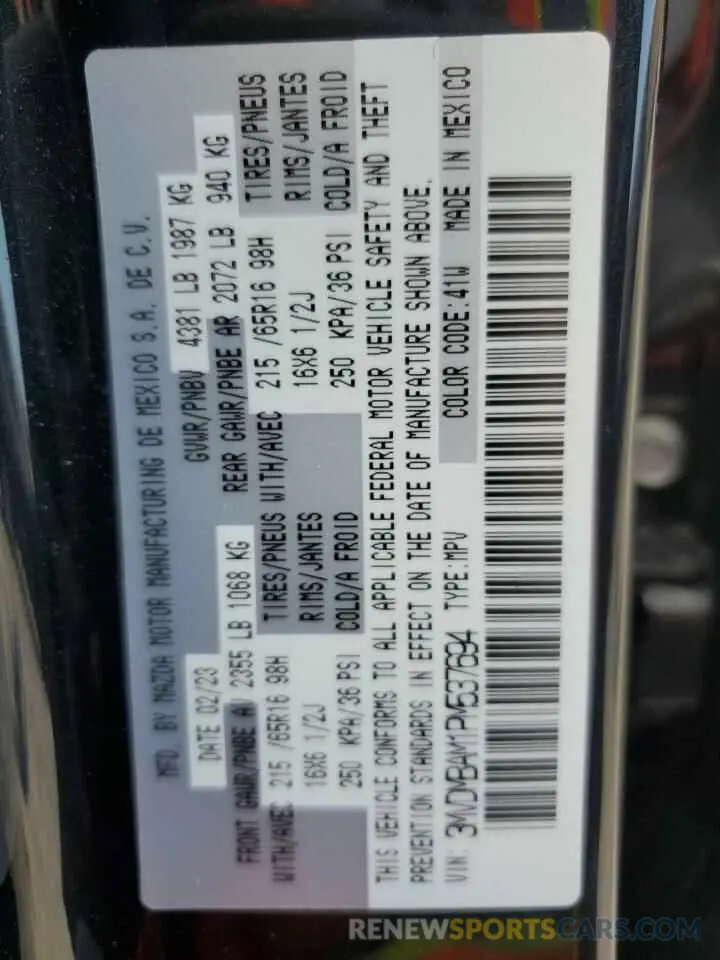 MFD. BY MAZDA MOTOR MANUFACTURING DE MEXICO S.A. DE C.V.
DATE 02/23 GVWR/PNBV 4381 LB 1987 KG
FRONT GAWR/PNBE AV 2355 LB 1068 KG REAR GAWR/PNBE AR 2072 LB 940 KG
WITH/AVEC 215 /65R16 98H TIRES/PNEUS WITH/AVEC 215 /65R16 98H TIRES/PNEUS
16X6 1/2J RIMS/JANTES 16X6 1/2J RIMS/JANTES
250 KPA/36 PSI COLD/A FROID 250 KPA/36 PSI COLD/A FROID
THIS VEHICLE CONFORMS TO ALL APPLICABLE FEDERAL MOTOR VEHICLE SAFETY AND THEFT
PREVENTION STANDARDS IN EFFECT ON THE DATE OF MANUFACTURE SHOWN ABOVE.
VIN: 3MVDMBAM1PM537694 TYPE:MPV COLOR CODE:41W MADE IN MEXICO
RENEWSPORTSCARS.COM